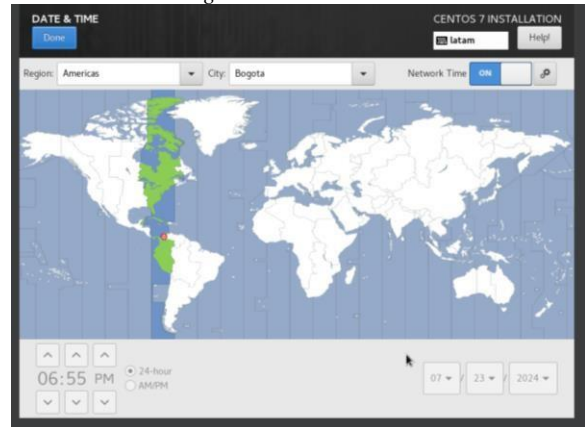 DATE & TIME
CENTOS 7 INSTALLATION
Done
latam
Help!
Region: Americas City: Bogota Network Time ON
06:55 PM
24-hour
AM/PM
07 / 23 / 2024